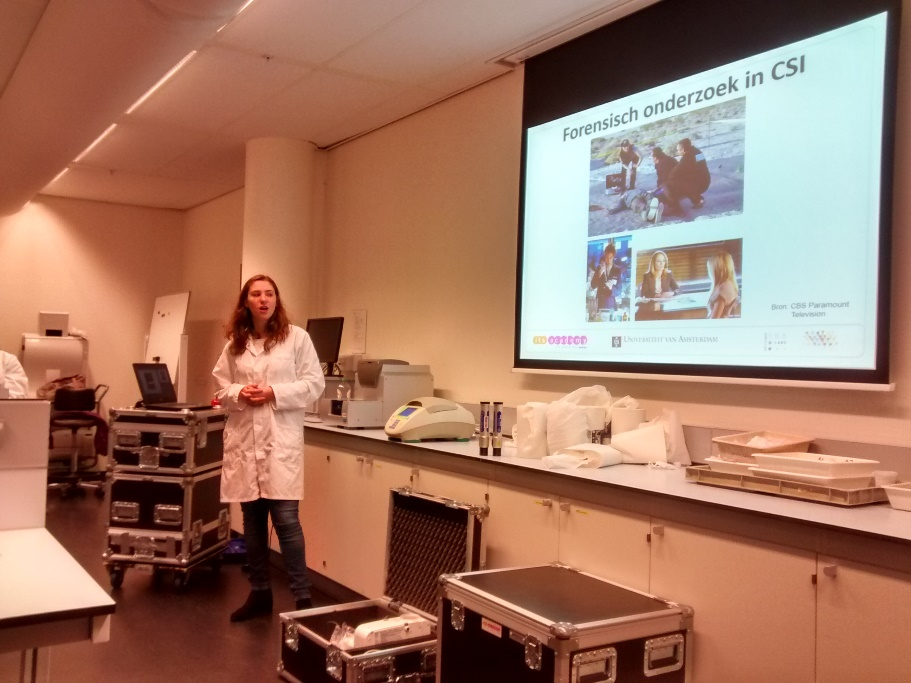 Forensisch onderzoek in CSI
Bron: CBS Paramount
Television
UNIVERSITEIT VAN AMSTERDAM